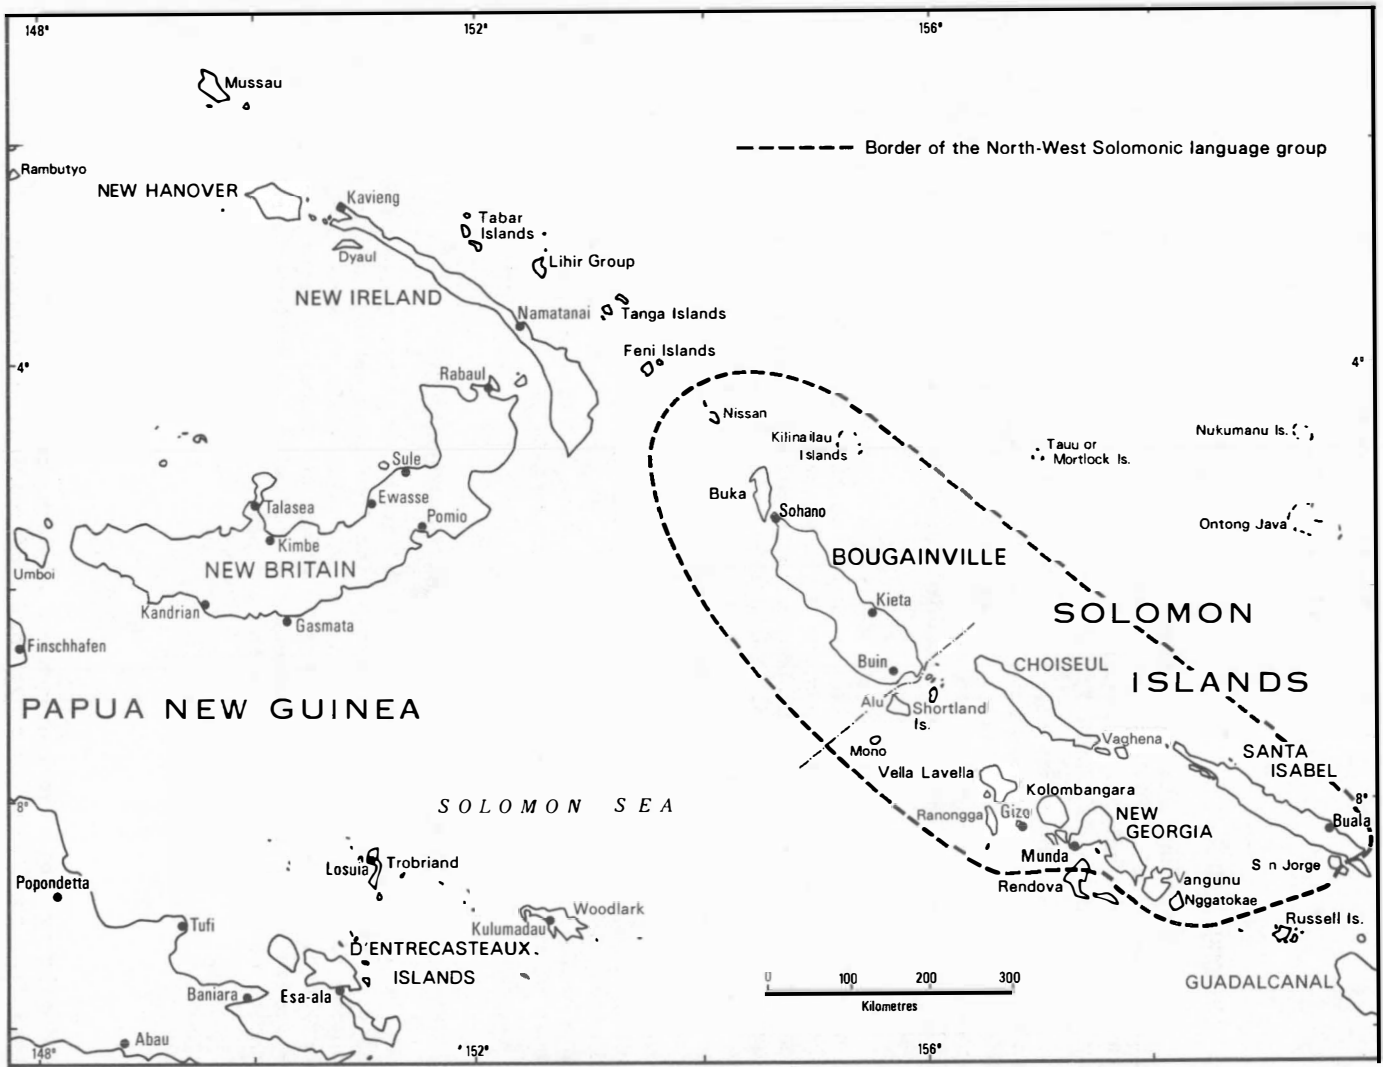 148°
152°
156°
Mussau
Border of the North-West Solomonic language group
Rambutyo
NEW HANOVER
Kavieng
Tabar
Islands
Dyaul
Lihir Group
NEW IRELAND
Namatanai
Tanga Islands
Feni Islands
4°
4°
Rabaul
Nissan
Kilinailau
Islands
Tauu or
Mortlock Is.
Nukumanu Is.
Sule
Buka
Ewasse
Talasea
Pomio
Sohano
Ontong Java
Kimbe
BOUGAINVILLE
NEW BRITAIN
Umboi
Kandrian
Gasmata
Kieta
SOLOMON
Finschhafen
Buin
CHOISEUL
ISLANDS
PAPUA NEW GUINEA
Alu
Shortland
Is.
Mono
Vaghena
SANTA
ISABEL
Vella Lavella
SOLOMON SEA
Kolombangara
8°
8°
Ranongga
Gizo
NEW
GEORGIA
Buala
Munda
Losuia
Trobriand
S n Jorge
Popondetta
Rendova
Vangunu
Nggatokae
Woodlark
Kulumadau
Russell Is.
Tufi
D'ENTRECASTEAUX
ISLANDS
GUADALCANAL
Baniara
Esa-ala
0 100 200 300
Kilometres
Abau
148°
152°
156°